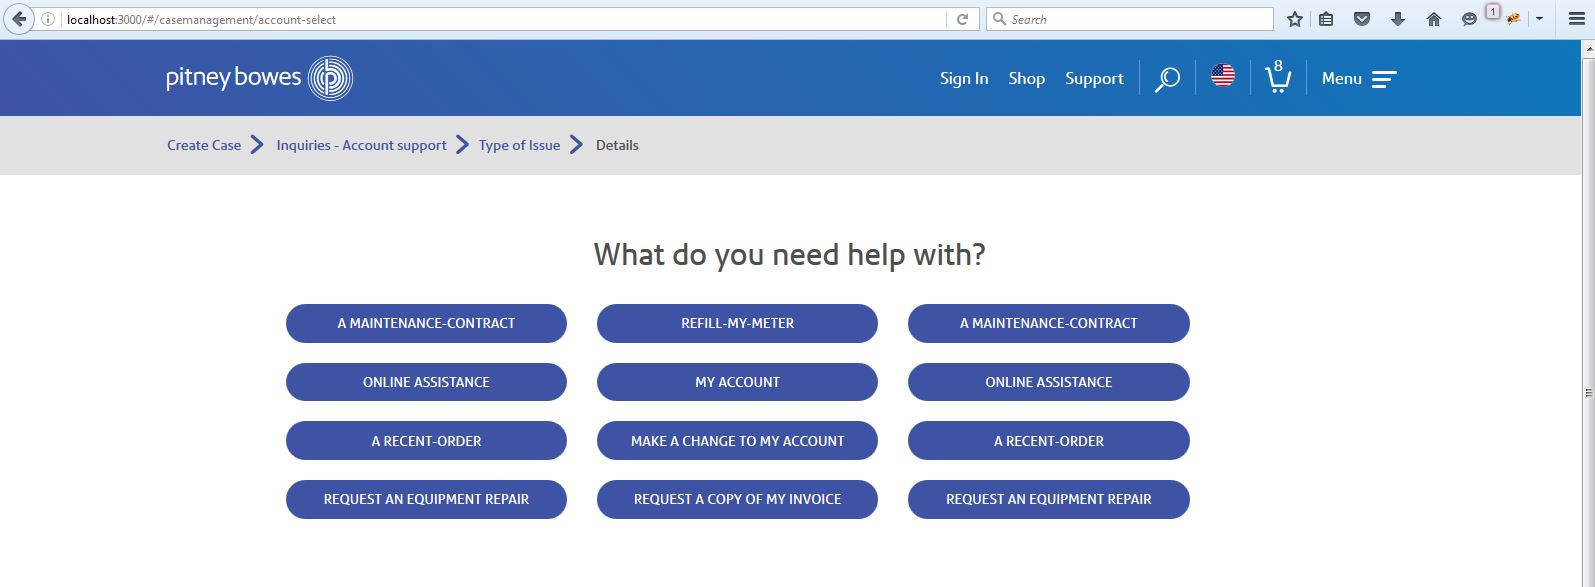 localhost:3000/#/casemanagement/account-select
Search
1
pitney bowes
Sign In
Shop
Support
8
Menu
Create Case
Inquiries - Account support
Type of Issue
Details
What do you need help with?
A MAINTENANCE-CONTRACT
REFILL-MY-METER
A MAINTENANCE-CONTRACT
ONLINE ASSISTANCE
MY ACCOUNT
ONLINE ASSISTANCE
A RECENT-ORDER
MAKE A CHANGE TO MY ACCOUNT
A RECENT-ORDER
REQUEST AN EQUIPMENT REPAIR
REQUEST A COPY OF MY INVOICE
REQUEST AN EQUIPMENT REPAIR